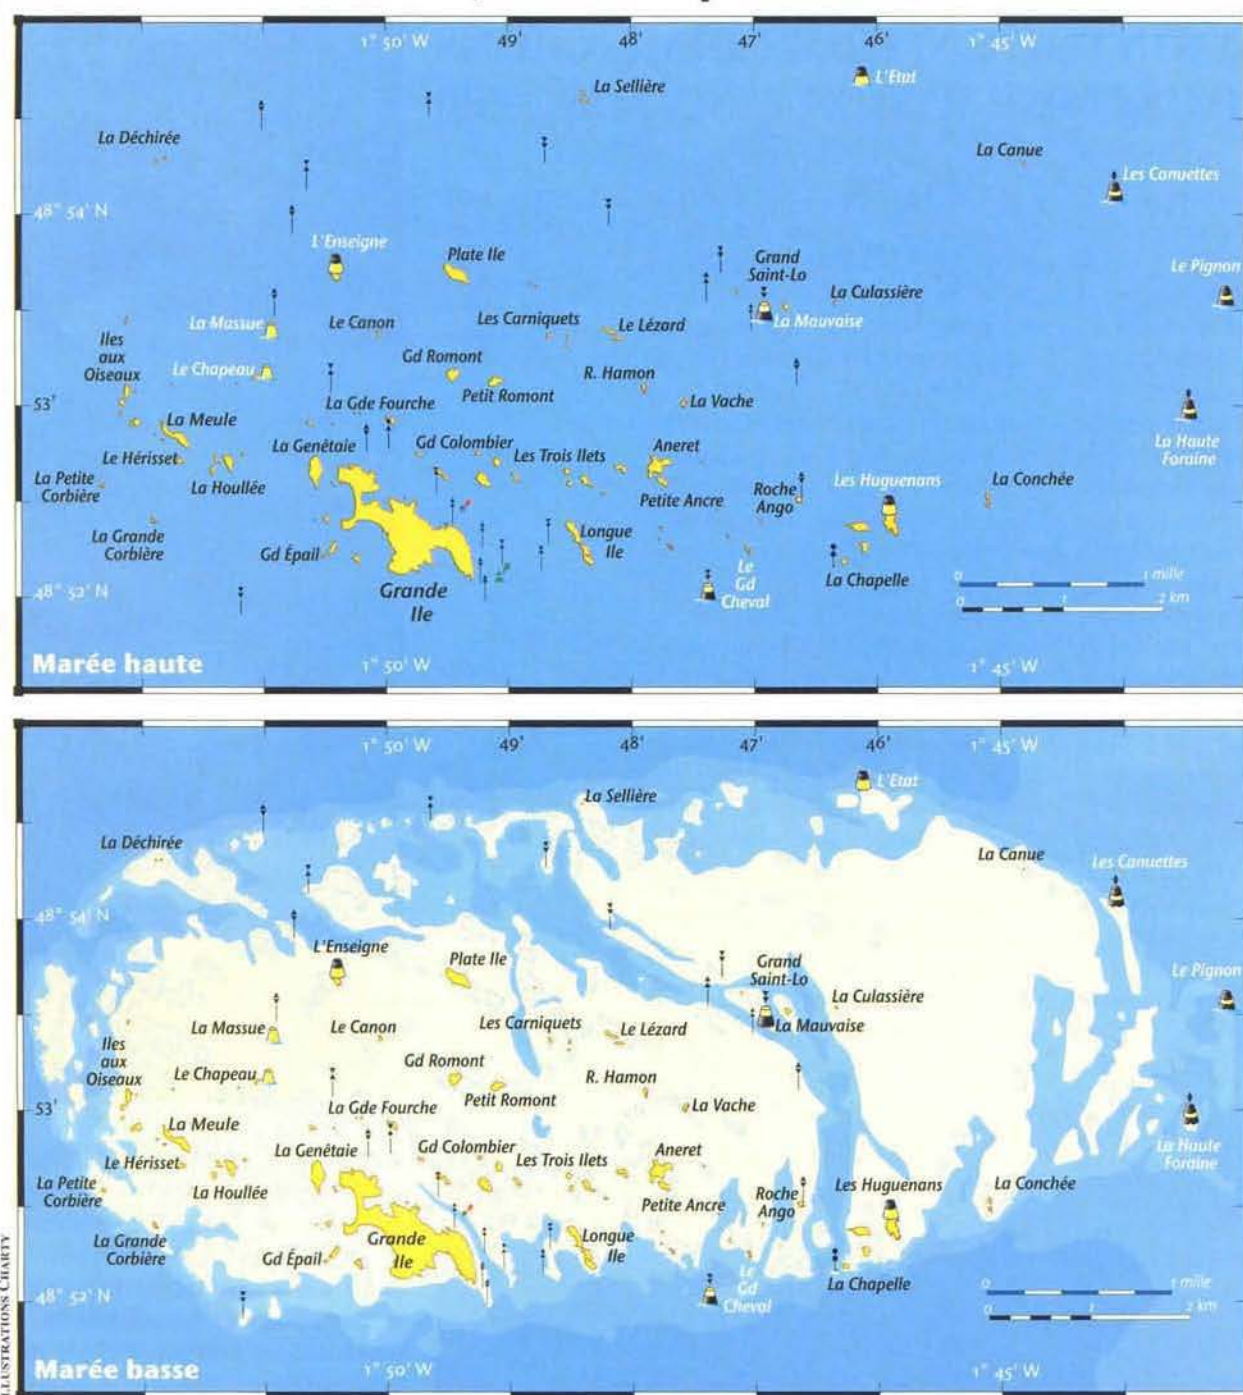 1° 50' W 49' 48' 47' 46' 1° 45' W
L'Etat
La Sellière
La Déchirée
La Canue
Les Canuettes
48° 54' N
L'Enseigne
Plate Ile
Grand
Saint-Lo
Le Pignon
La Culassière
La Massue
Le Canon
Les Carniquets
Le Lézard
La Mauvaise
Iles
aux
Oiseaux
Le Chapeau
Gd Romont
Petit Romont
R. Hamon
La Vache
53'
La Gde Fourche
La Meule
La Haute
Foraine
La Genêtaie
Gd Colombier
Les Trois Ilets
Aneret
Le Hérisset
La Petite
Corbière
La Houllée
Petite Ancre
Roche
Ango
Les Huguenans
La Conchée
La Grande
Corbière
Gd Épail
Longue
Ile
Grande
Ile
Le
Gd
Cheval
La Chapelle
48° 52' N
0 1 mille
0 1 2 km
Marée haute
1° 50' W 1° 45' W
1° 50' W 49' 48' 47' 46' 1° 45' W
L'Etat
La Sellière
La Déchirée
La Canue
Les Canuettes
48° 54' N
L'Enseigne
Plate Ile
Grand
Saint-Lo
Le Pignon
La Culassière
La Massue
Le Canon
Les Carniquets
Le Lézard
La Mauvaise
Iles
aux
Oiseaux
Le Chapeau
Gd Romont
Petit Romont
R. Hamon
La Vache
53'
La Gde Fourche
La Meule
La Haute
Foraine
La Genêtaie
Gd Colombier
Les Trois Ilets
Aneret
Le Hérisset
La Petite
Corbière
La Houllée
Petite Ancre
Roche
Ango
Les Huguenans
La Conchée
La Grande
Corbière
Gd Épail
Grande
Ile
Longue
Ile
Le
Gd
Cheval
La Chapelle
48° 52' N
0 1 mille
0 1 2 km
Marée basse
1° 50' W 1° 45' W
ILLUSTRATIONS CHARTY